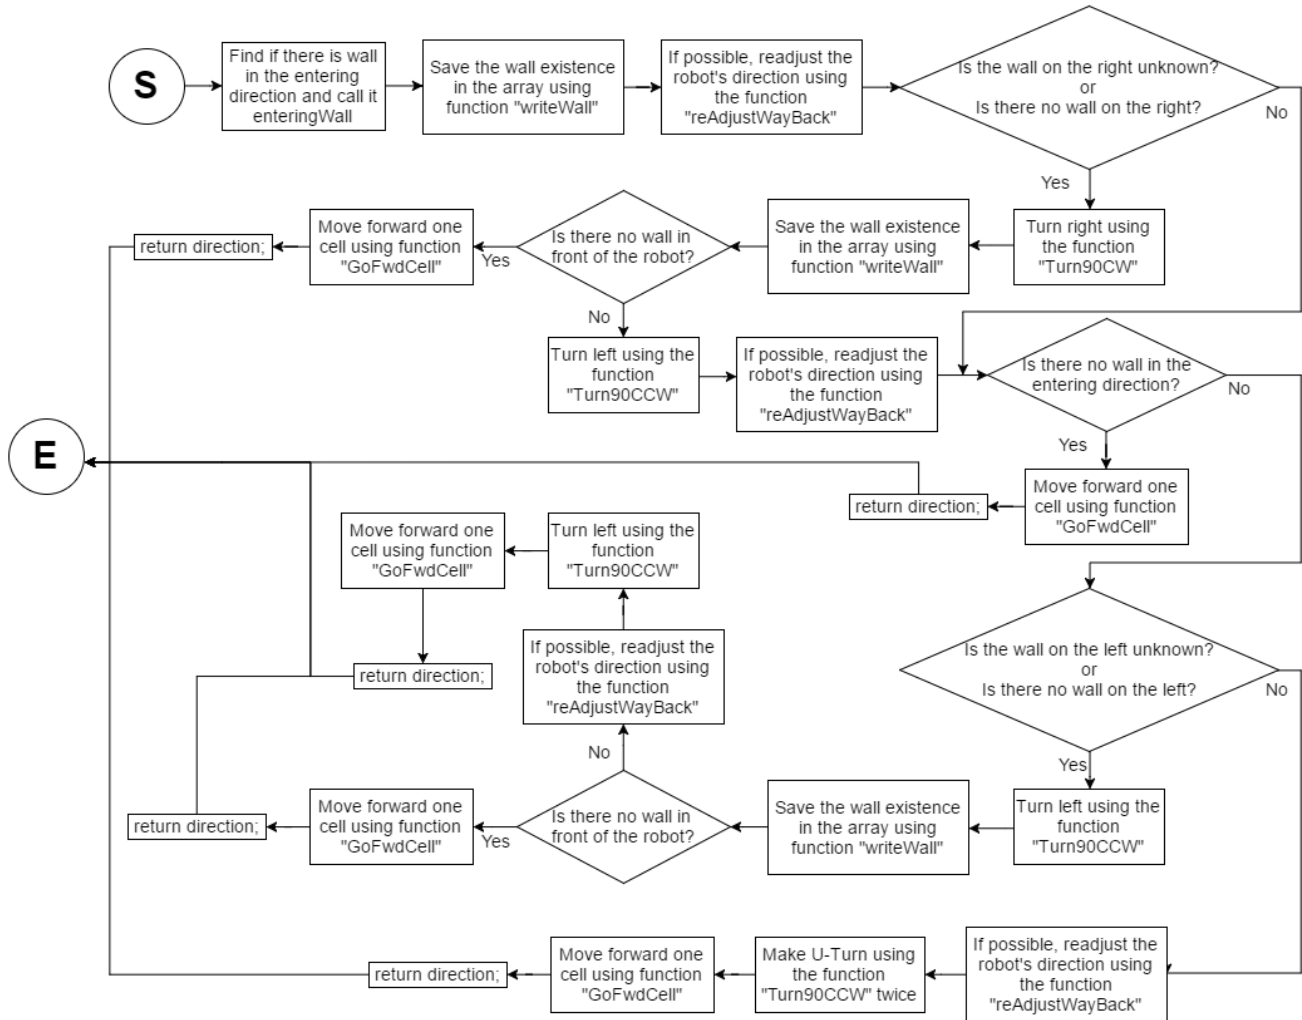 S
Find if there is wall
in the entering
direction and call it
enteringWall
Save the wall existence
in the array using
function "writeWall"
If possible, readjust the
robot's direction using
the function
"reAdjustWayBack"
Is the wall on the right unknown?
or
Is there no wall on the right?
No
Yes
Turn right using
the function
"Turn90CW"
Save the wall existence
in the array using
function "writeWall"
Is there no wall in
front of the robot?
Yes
Move forward one
cell using function
"GoFwdCell"
return direction;
No
Turn left using the
function
"Turn90CCW"
If possible, readjust the
robot's direction using
the function
"reAdjustWayBack"
Is there no wall in the
entering direction?
No
Yes
Move forward one
cell using function
"GoFwdCell"
return direction;
E
Is the wall on the left unknown?
or
Is there no wall on the left?
No
Yes
Turn left using the
function
"Turn90CCW"
Save the wall existence
in the array using
function "writeWall"
Is there no wall in
front of the robot?
Yes
Move forward one
cell using function
"GoFwdCell"
return direction;
No
If possible, readjust the
robot's direction using
the function
"reAdjustWayBack"
Turn left using the
function
"Turn90CCW"
Move forward one
cell using function
"GoFwdCell"
return direction;
If possible, readjust the
robot's direction using
the function
"reAdjustWayBack"
Make U-Turn using
the function
"Turn90CCW" twice
Move forward one
cell using function
"GoFwdCell"
return direction;